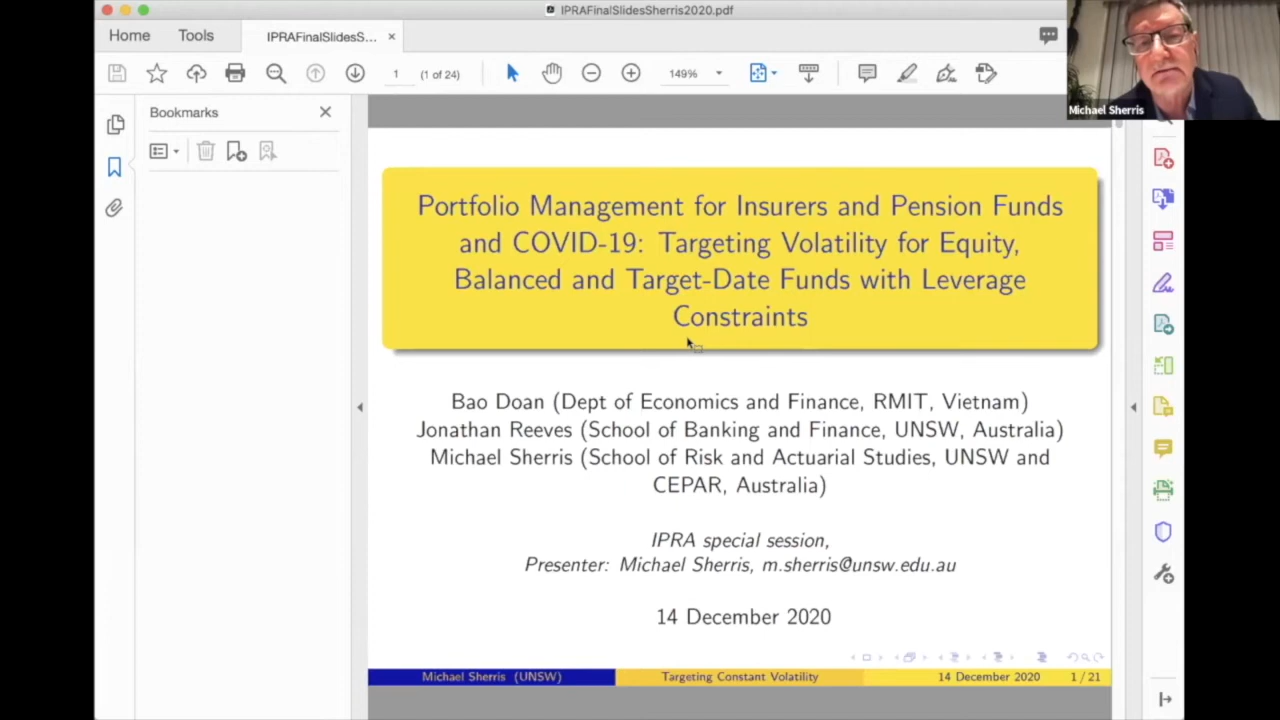 IPRAFinalSlidesSherris2020.pdf
Home
Tools
IPRAFinalSlidesS...
1
(1 of 24)
149%
Michael Sherris
Bookmarks
Portfolio Management for Insurers and Pension Funds
and COVID-19: Targeting Volatility for Equity,
Balanced and Target-Date Funds with Leverage
Constraints
Bao Doan (Dept of Economics and Finance, RMIT, Vietnam)
Jonathan Reeves (School of Banking and Finance, UNSW, Australia)
Michael Sherris (School of Risk and Actuarial Studies, UNSW and
CEPAR, Australia)
IPRA special session,
Presenter: Michael Sherris, m.sherris@unsw.edu.au
14 December 2020
Michael Sherris (UNSW)
Targeting Constant Volatility
14 December 2020
1 / 21